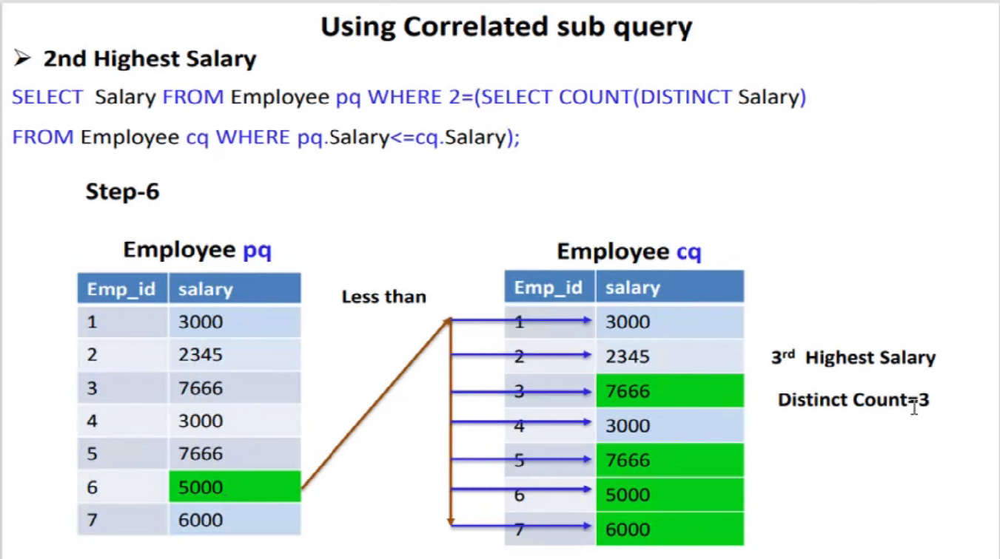 Using Correlated sub query
➢ 2nd Highest Salary
SELECT Salary FROM Employee pq WHERE 2=(SELECT COUNT(DISTINCT Salary)
FROM Employee cq WHERE pq.Salary<=cq.Salary);
Step-6
Employee pq
Emp_id salary
1 3000
2 2345
3 7666
4 3000
5 7666
6 5000
7 6000
Less than
Employee cq
Emp_id salary
1 3000
2 2345
3 7666
4 3000
5 7666
6 5000
7 6000
3rd Highest Salary
Distinct Count=3